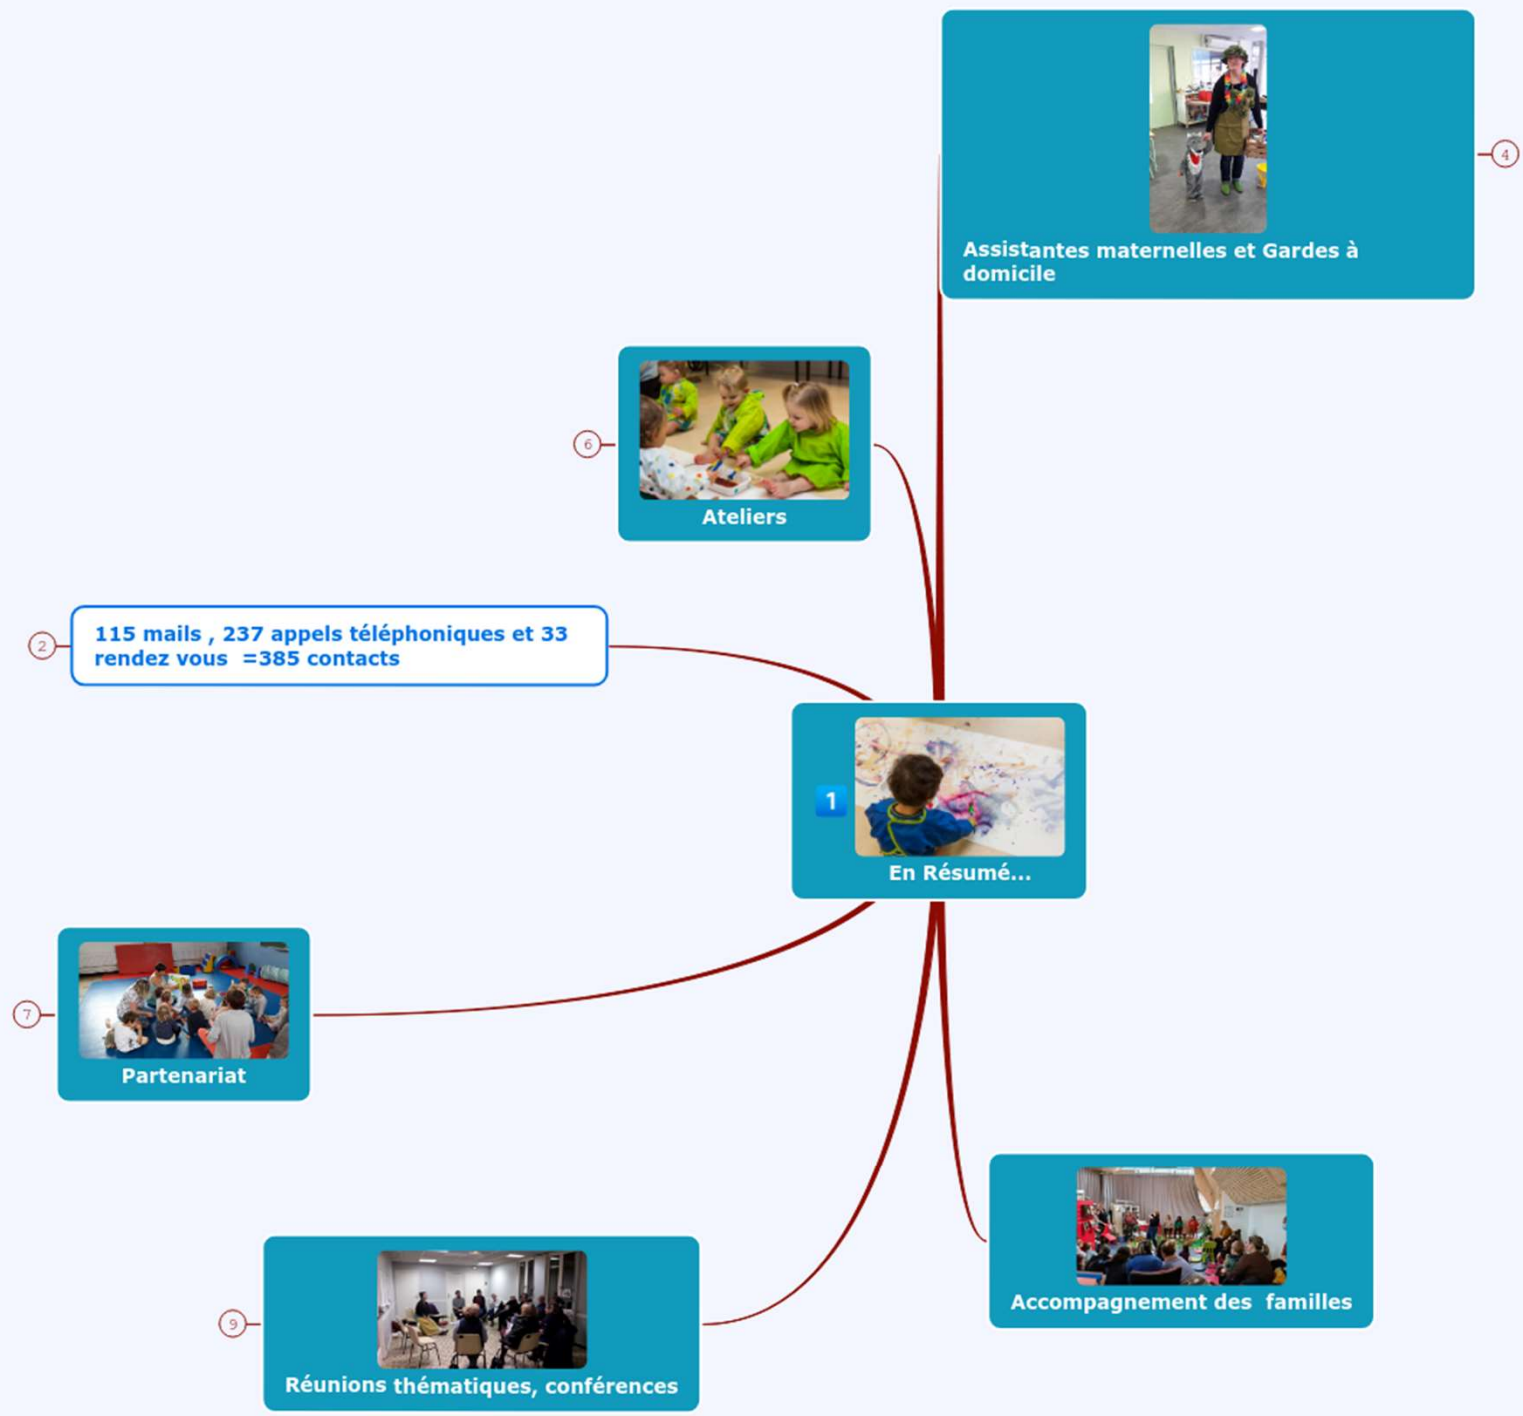 Assistantes maternelles et Gardes à
domicile
4
Ateliers
6
115 mails , 237 appels téléphoniques et 33
rendez vous  =385 contacts
2
1
En Résumé...
Partenariat
7
Accompagnement des  familles
Réunions thématiques, conférences
9